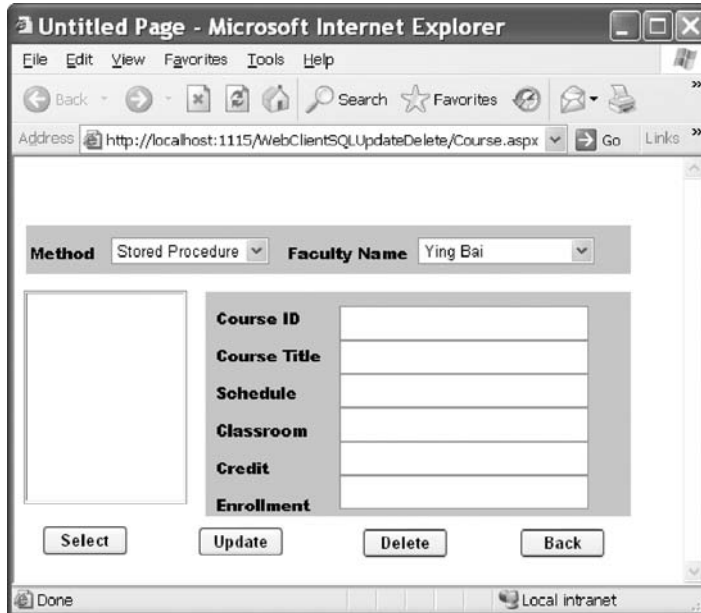 Untitled Page - Microsoft Internet Explorer
File Edit View Favorites Tools Help
Back Search Favorites »
Address http://localhost:1115/WebClientSQLUpdateDelete/Course.aspx Go Links »
Method Stored Procedure Faculty Name Ying Bai
Course ID
Course Title
Schedule
Classroom
Credit
Enrollment
Select Update Delete Back
Done Local intranet